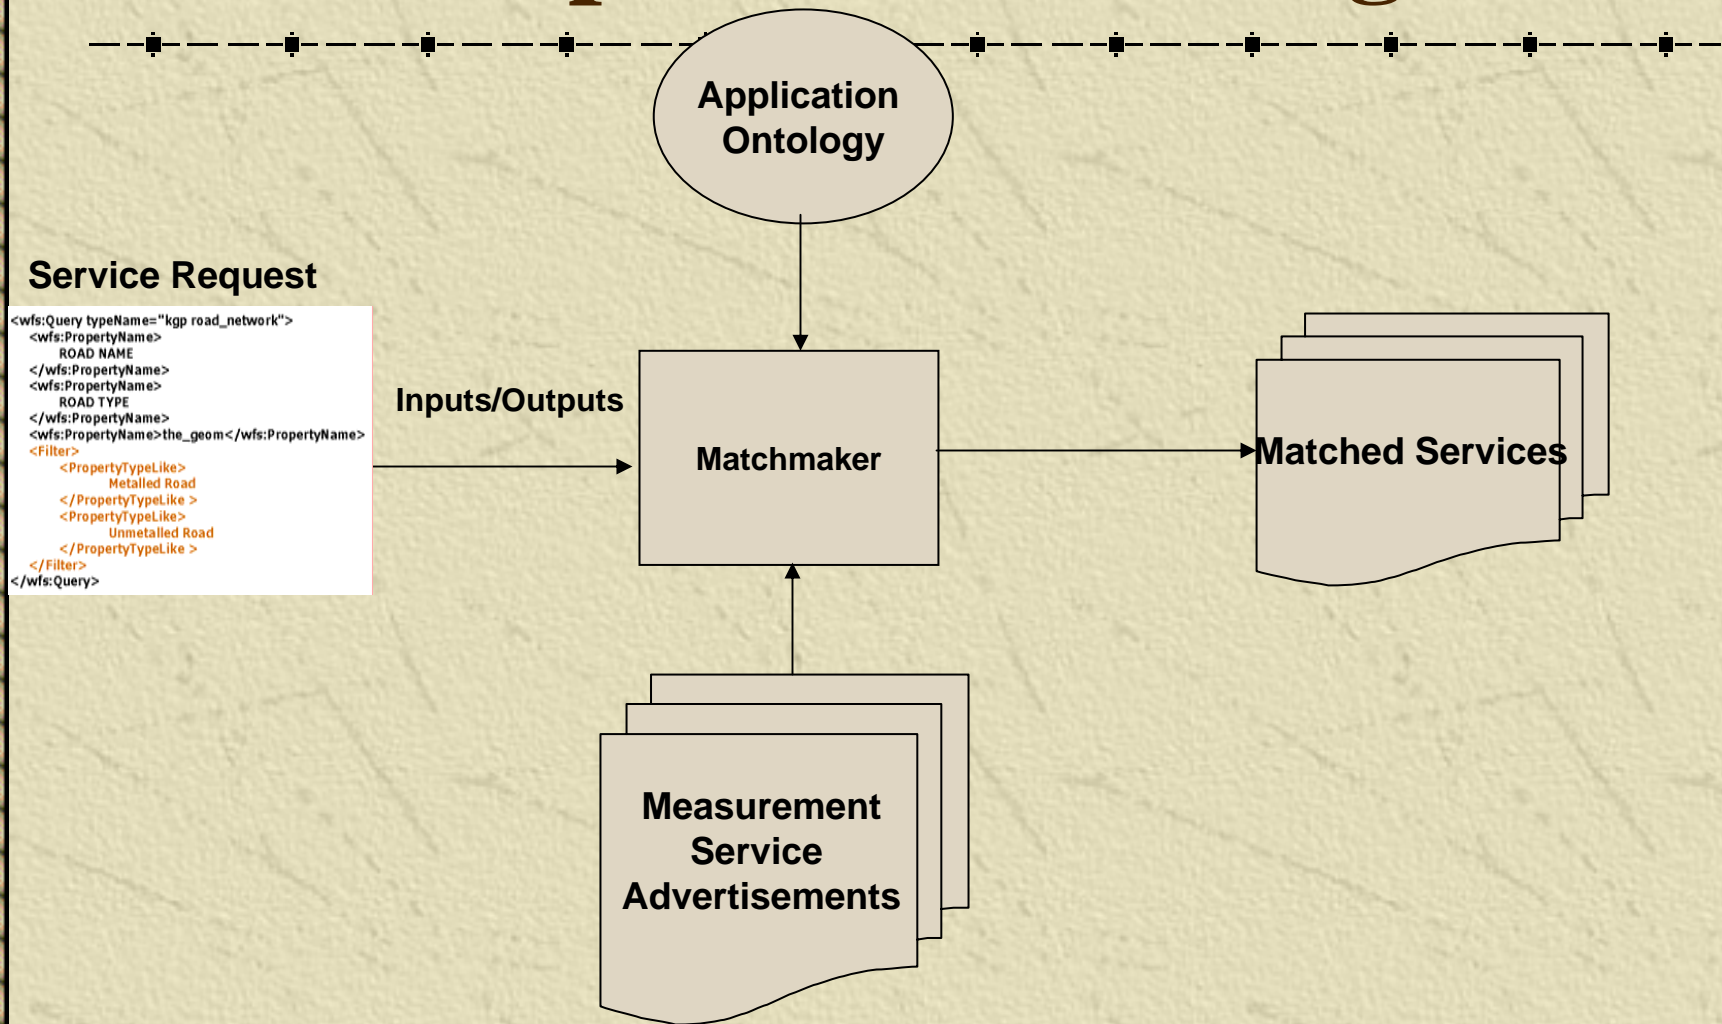 Application
Ontology
Service Request
<wfs:Query typeName="kgp road_network">
<wfs:PropertyName>
ROAD NAME
</wfs:PropertyName>
<wfs:PropertyName>
ROAD TYPE
</wfs:PropertyName>
<wfs:PropertyName>the_geom</wfs:PropertyName>
<Filter>
<PropertyTypeLike>
Metalled Road
</PropertyTypeLike >
<PropertyTypeLike>
Unmetalled Road
</PropertyTypeLike >
</Filter>
</wfs:Query>
Inputs/Outputs
Matchmaker
Matched Services
Measurement
Service
Advertisements